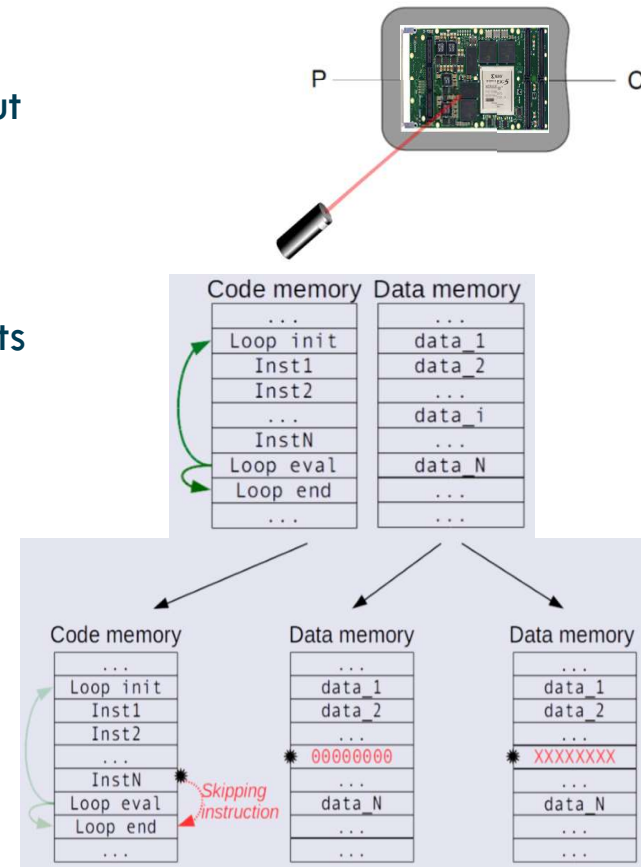 P
C
ut
ts
Code memory
...
Loop init
Inst1
Inst2
...
InstN
Loop eval
Loop end
...
Data memory
...
data_1
data_2
...
data_i
...
data_N
...
...
Code memory
...
Loop init
Inst1
Inst2
...
InstN
Loop eval
Loop end
...
Skipping
instruction
Data memory
...
data_1
data_2
...
00000000
...
data_N
...
...
Data memory
...
data_1
data_2
...
XXXXXXXX
...
data_N
...
...